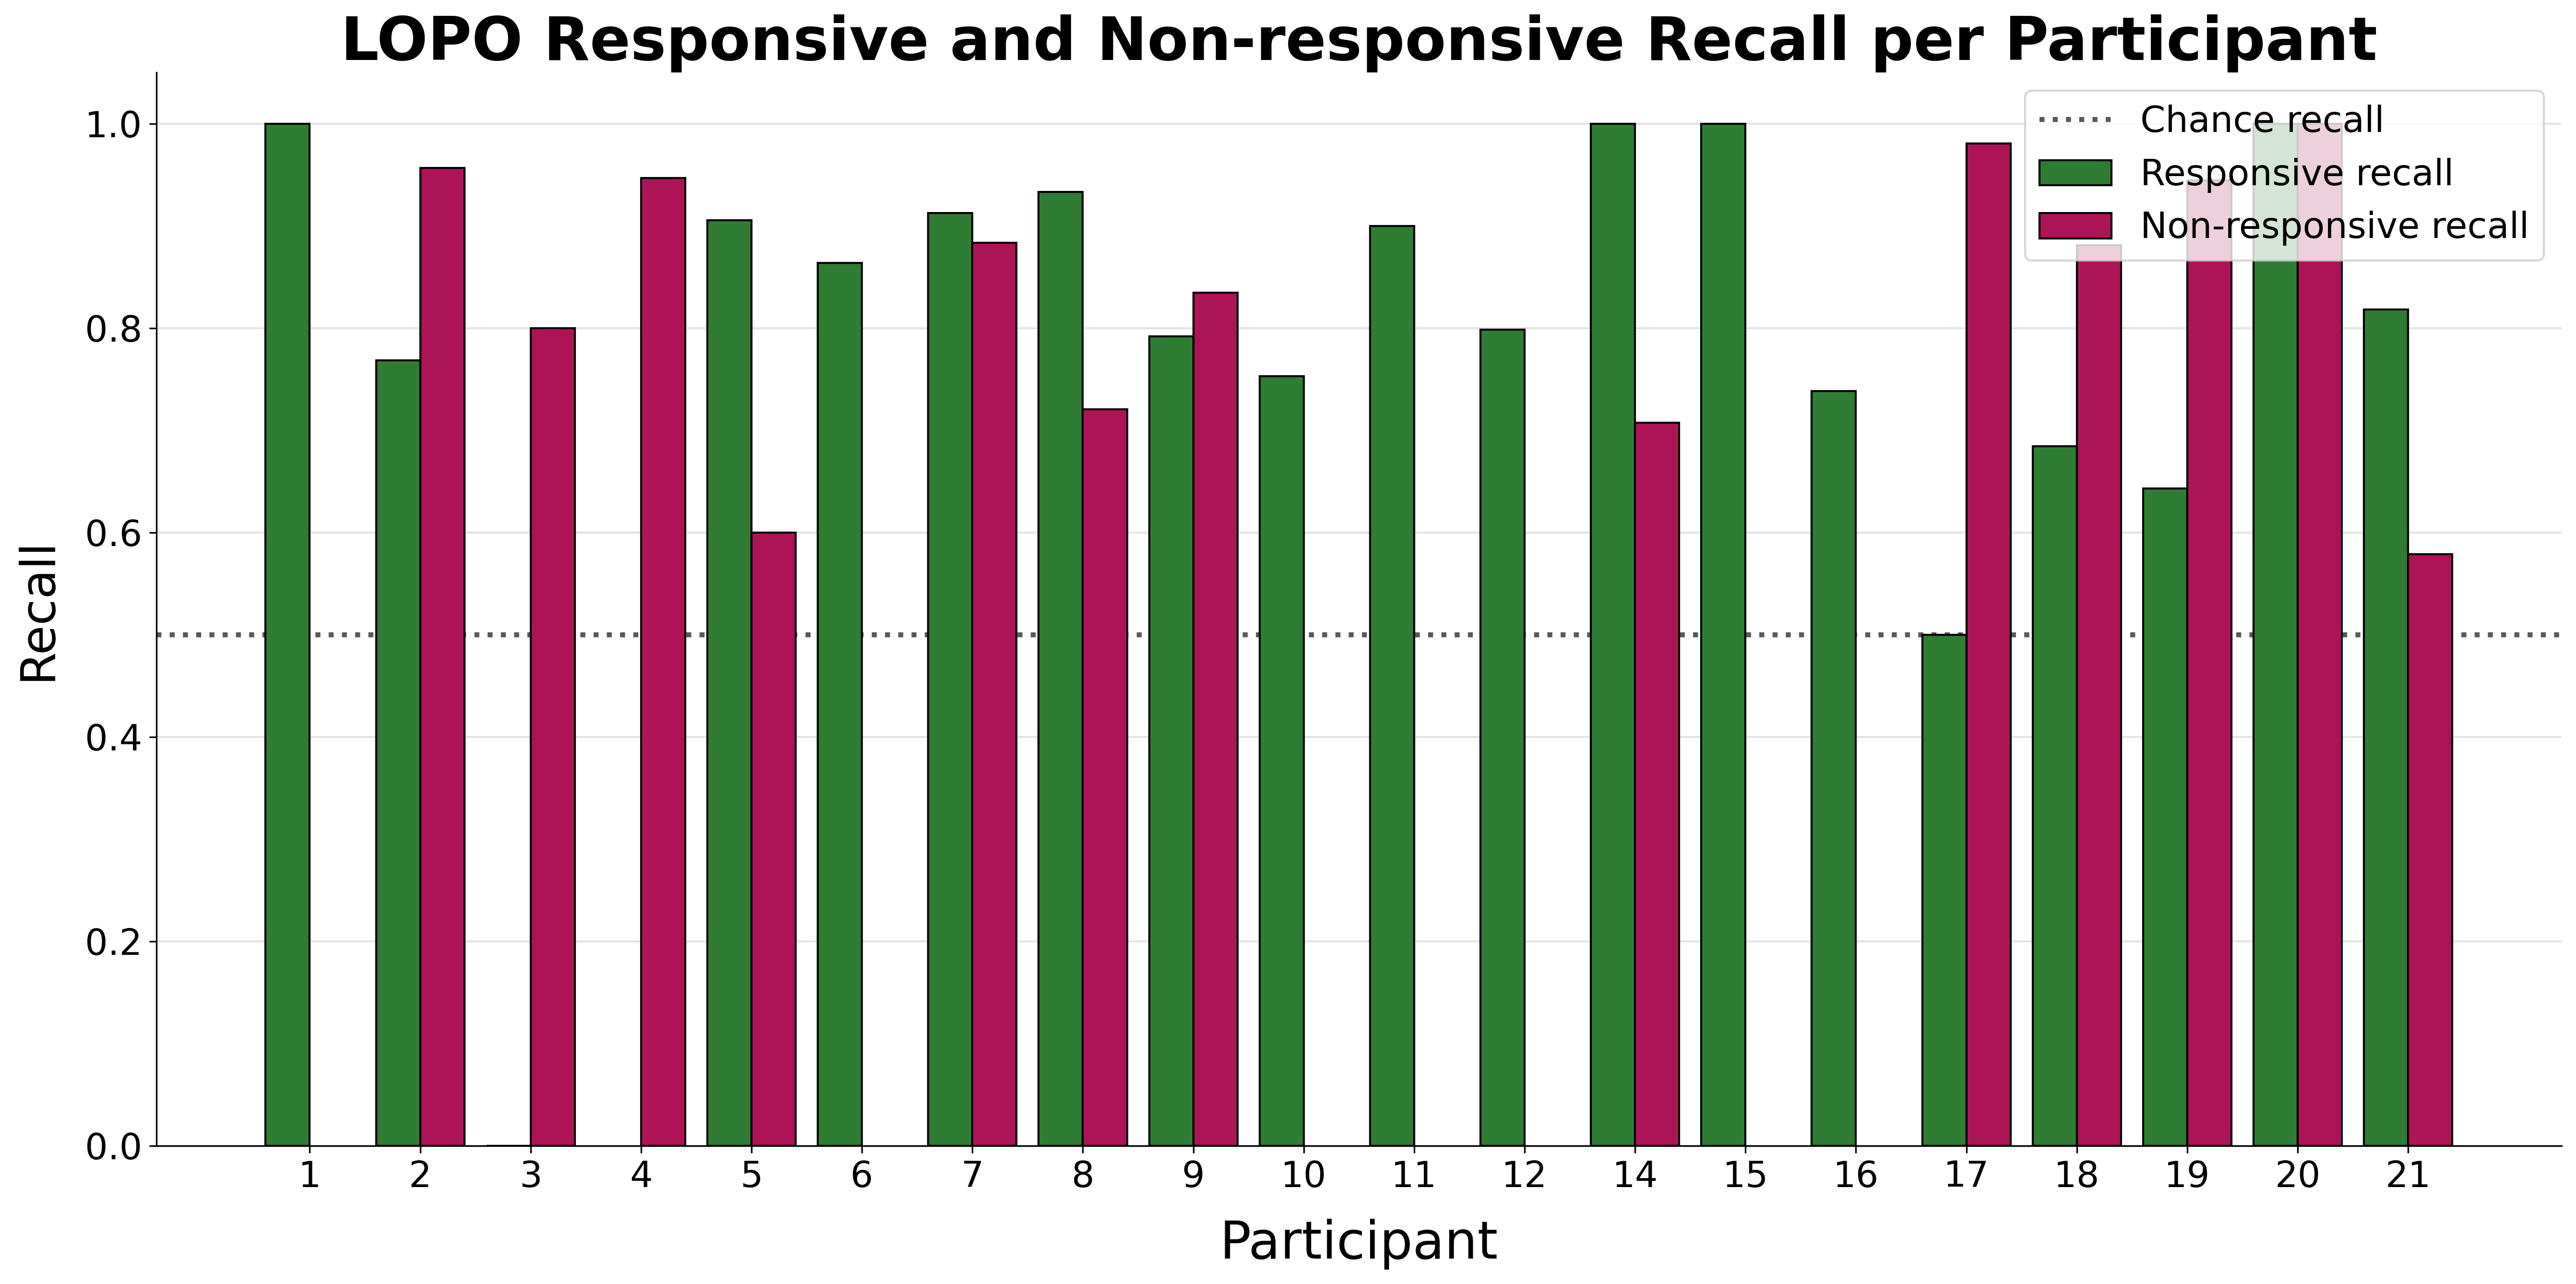 LOPO Responsive and Non-responsive Recall per Participant
Chance recall
Responsive recall
Non-responsive recall
1.0
0.8
0.6
0.4
0.2
0.0
Recall
1 2 3 4 5 6 7 8 9 10 11 12 14 15 16 17 18 19 20 21
Participant